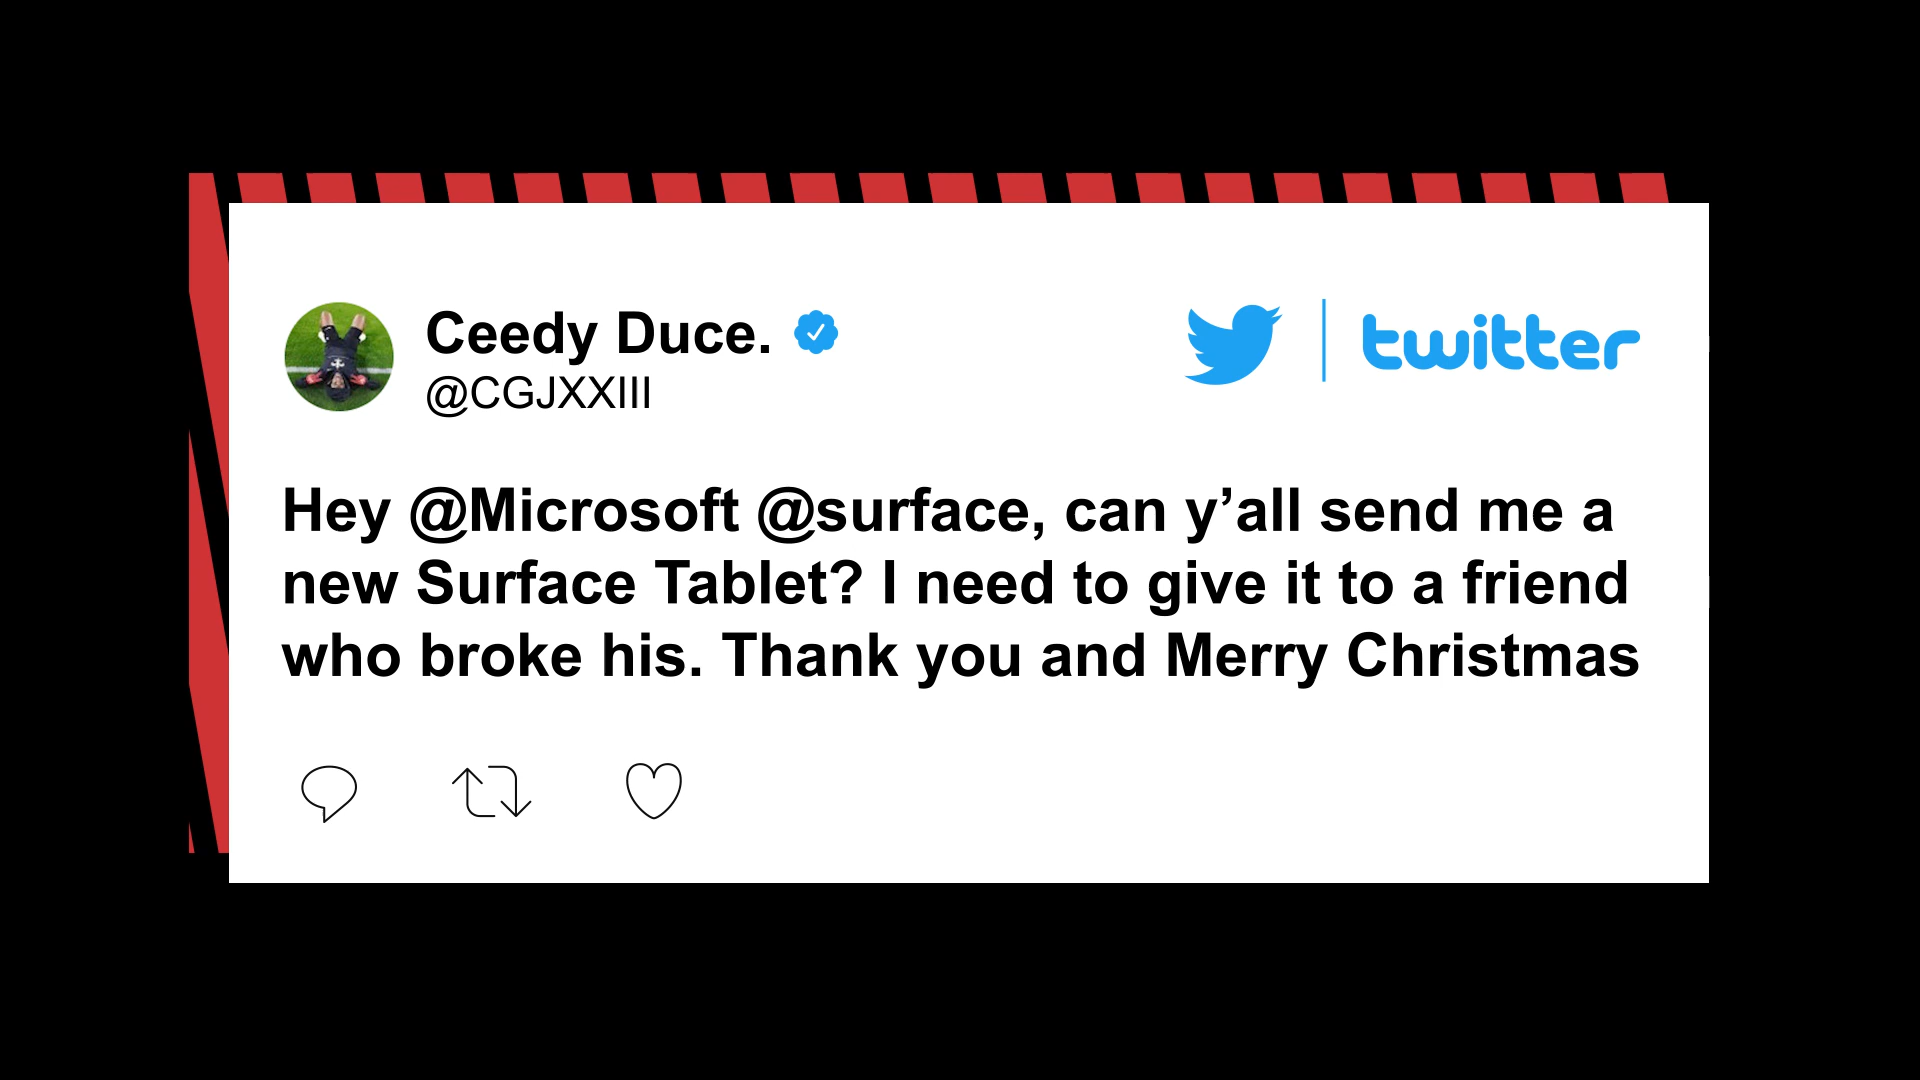 Ceedy Duce.
@CGJXXIII
twitter
Hey @Microsoft @surface, can y’all send me a
new Surface Tablet? I need to give it to a friend
who broke his. Thank you and Merry Christmas